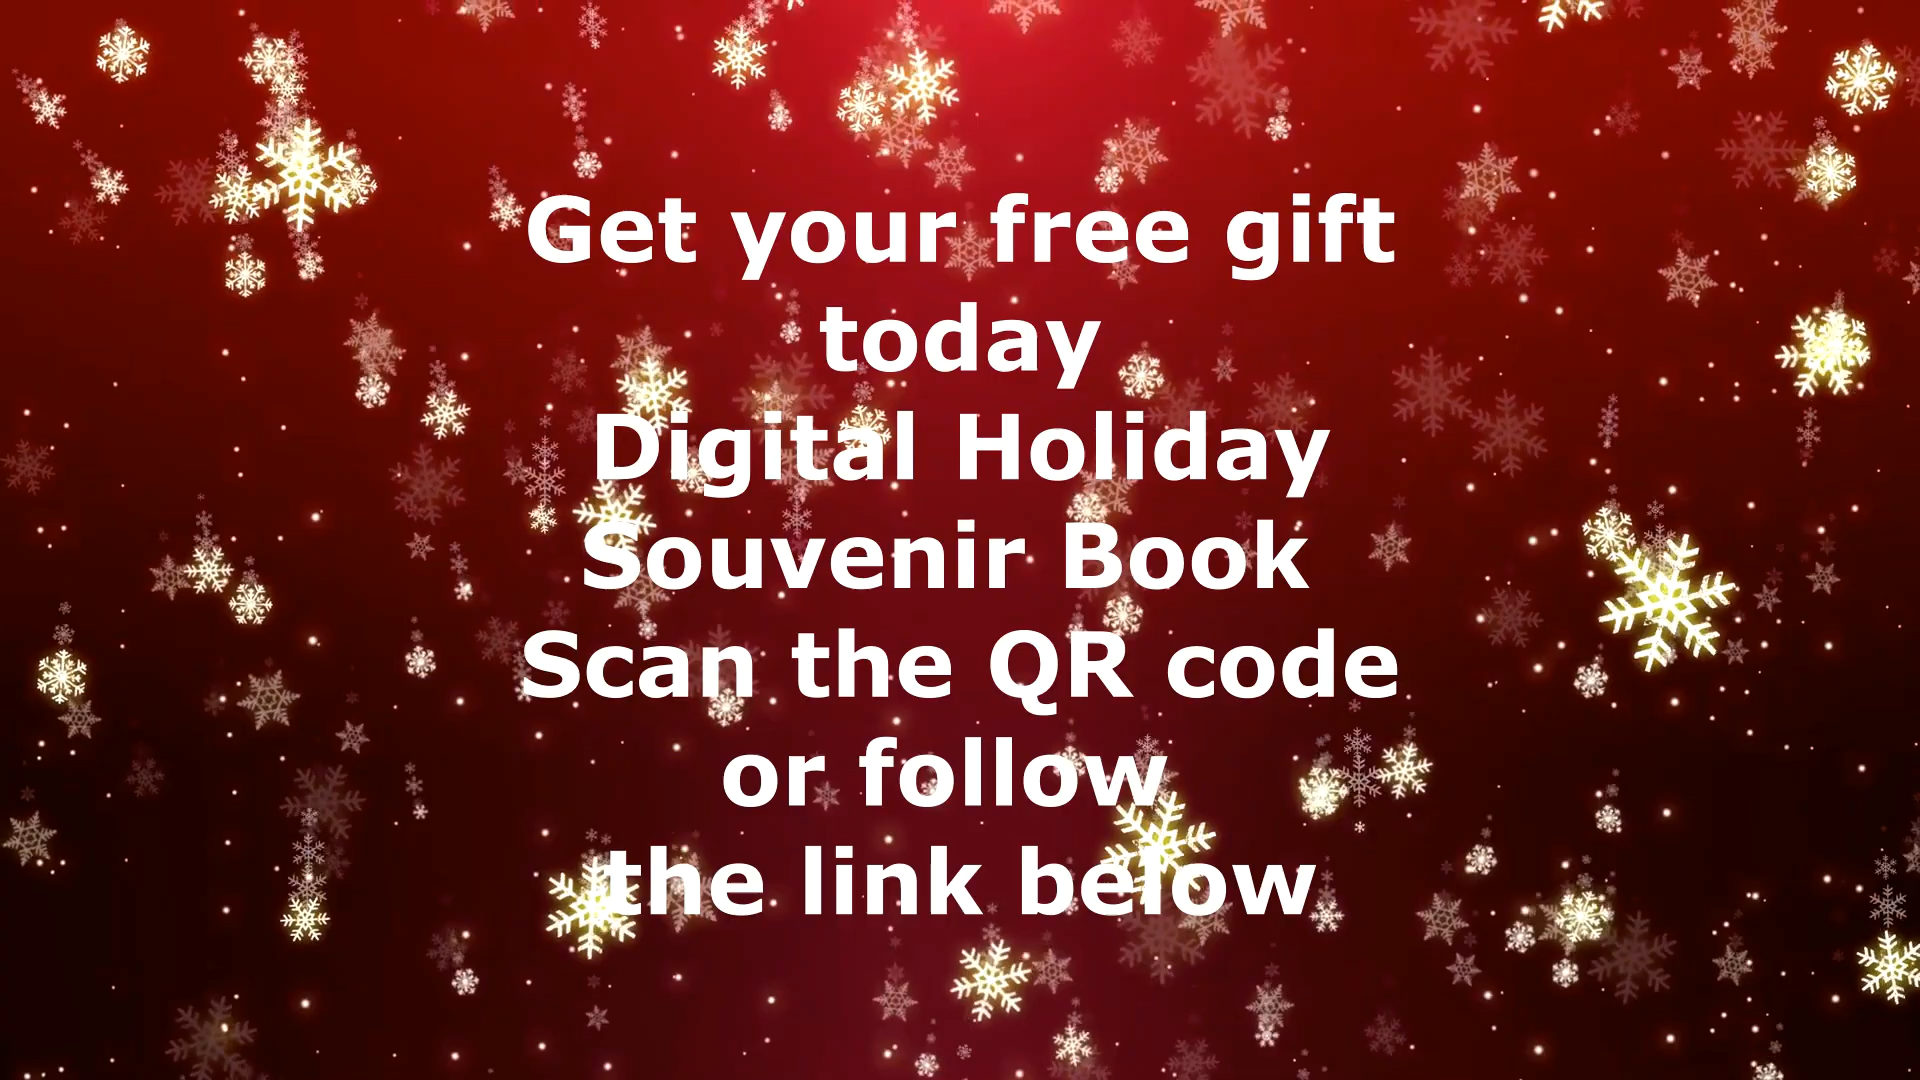 Get your free gift
today
Digital Holiday
Souvenir Book
Scan the QR code
or follow
the link below